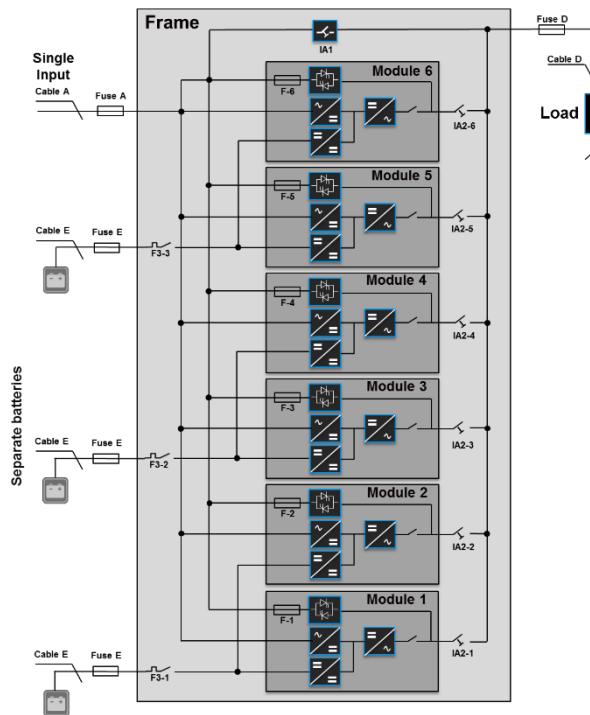 Frame
Fuse D
Single
Input
IA1
Cable D
Cable A
Fuse A
Module 6
F-6
IA2-6
Load
Module 5
F-5
IA2-5
Cable E
Fuse E
F3-3
Module 4
F-4
IA2-4
Separate batteries
Module 3
F-3
IA2-3
Cable E
Fuse E
F3-2
Module 2
F-2
IA2-2
Module 1
F-1
IA2-1
Cable E
Fuse E
F3-1